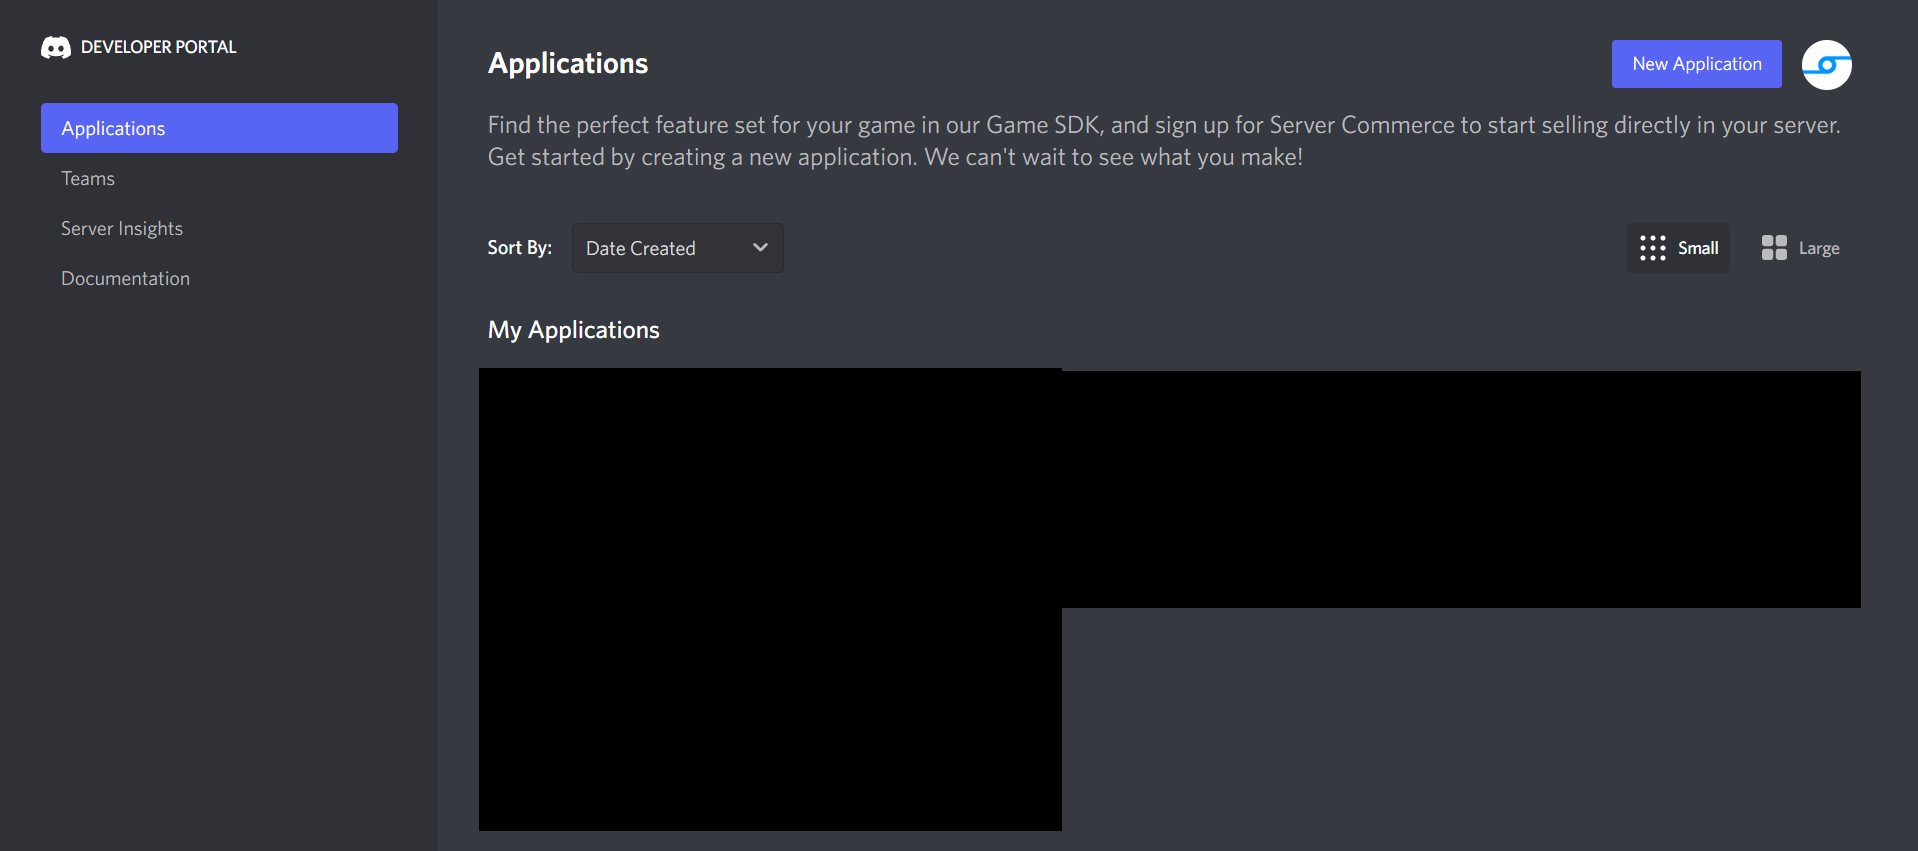 DEVELOPER PORTAL
Applications
Teams
Server Insights
Documentation
Applications
New Application
Find the perfect feature set for your game in our Game SDK, and sign up for Server Commerce to start selling directly in your server.
Get started by creating a new application. We can't wait to see what you make!
Sort By:
Date Created
Small
Large
My Applications